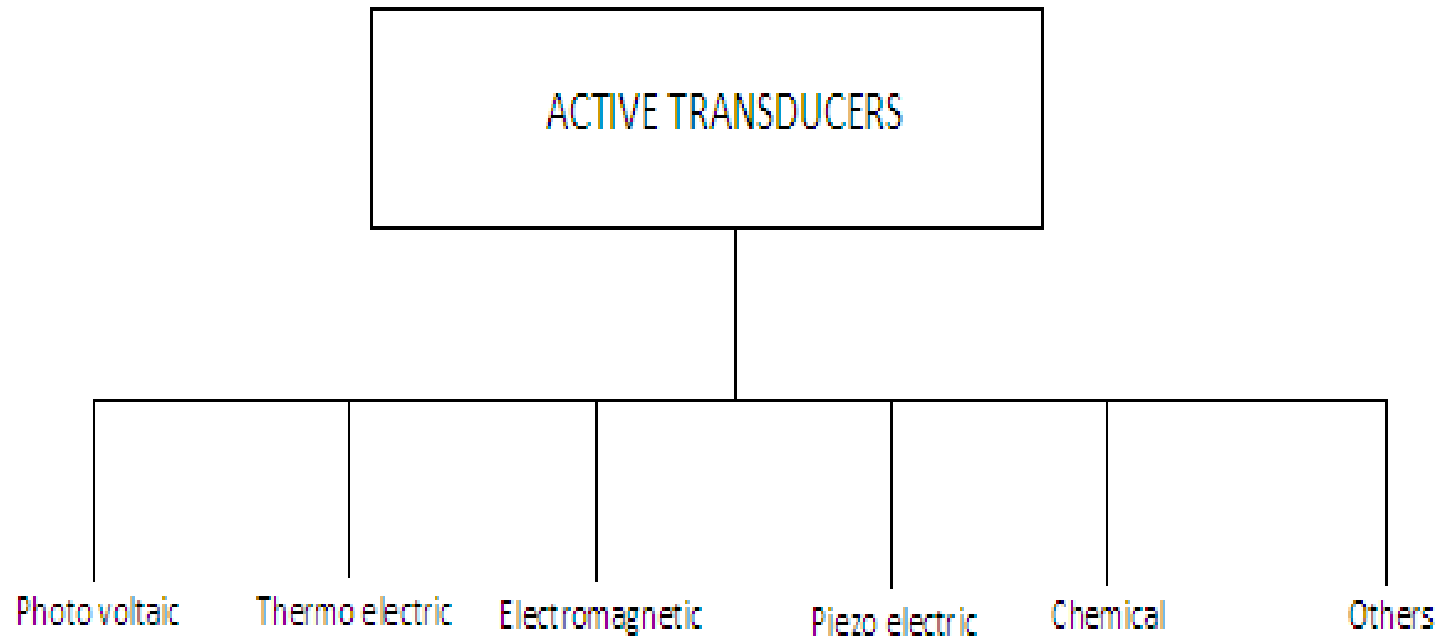 ACTIVE TRANSDUCERS
Photo voltaic
Thermo electric
Electromagnetic
Piezo electric
Chemical
Others